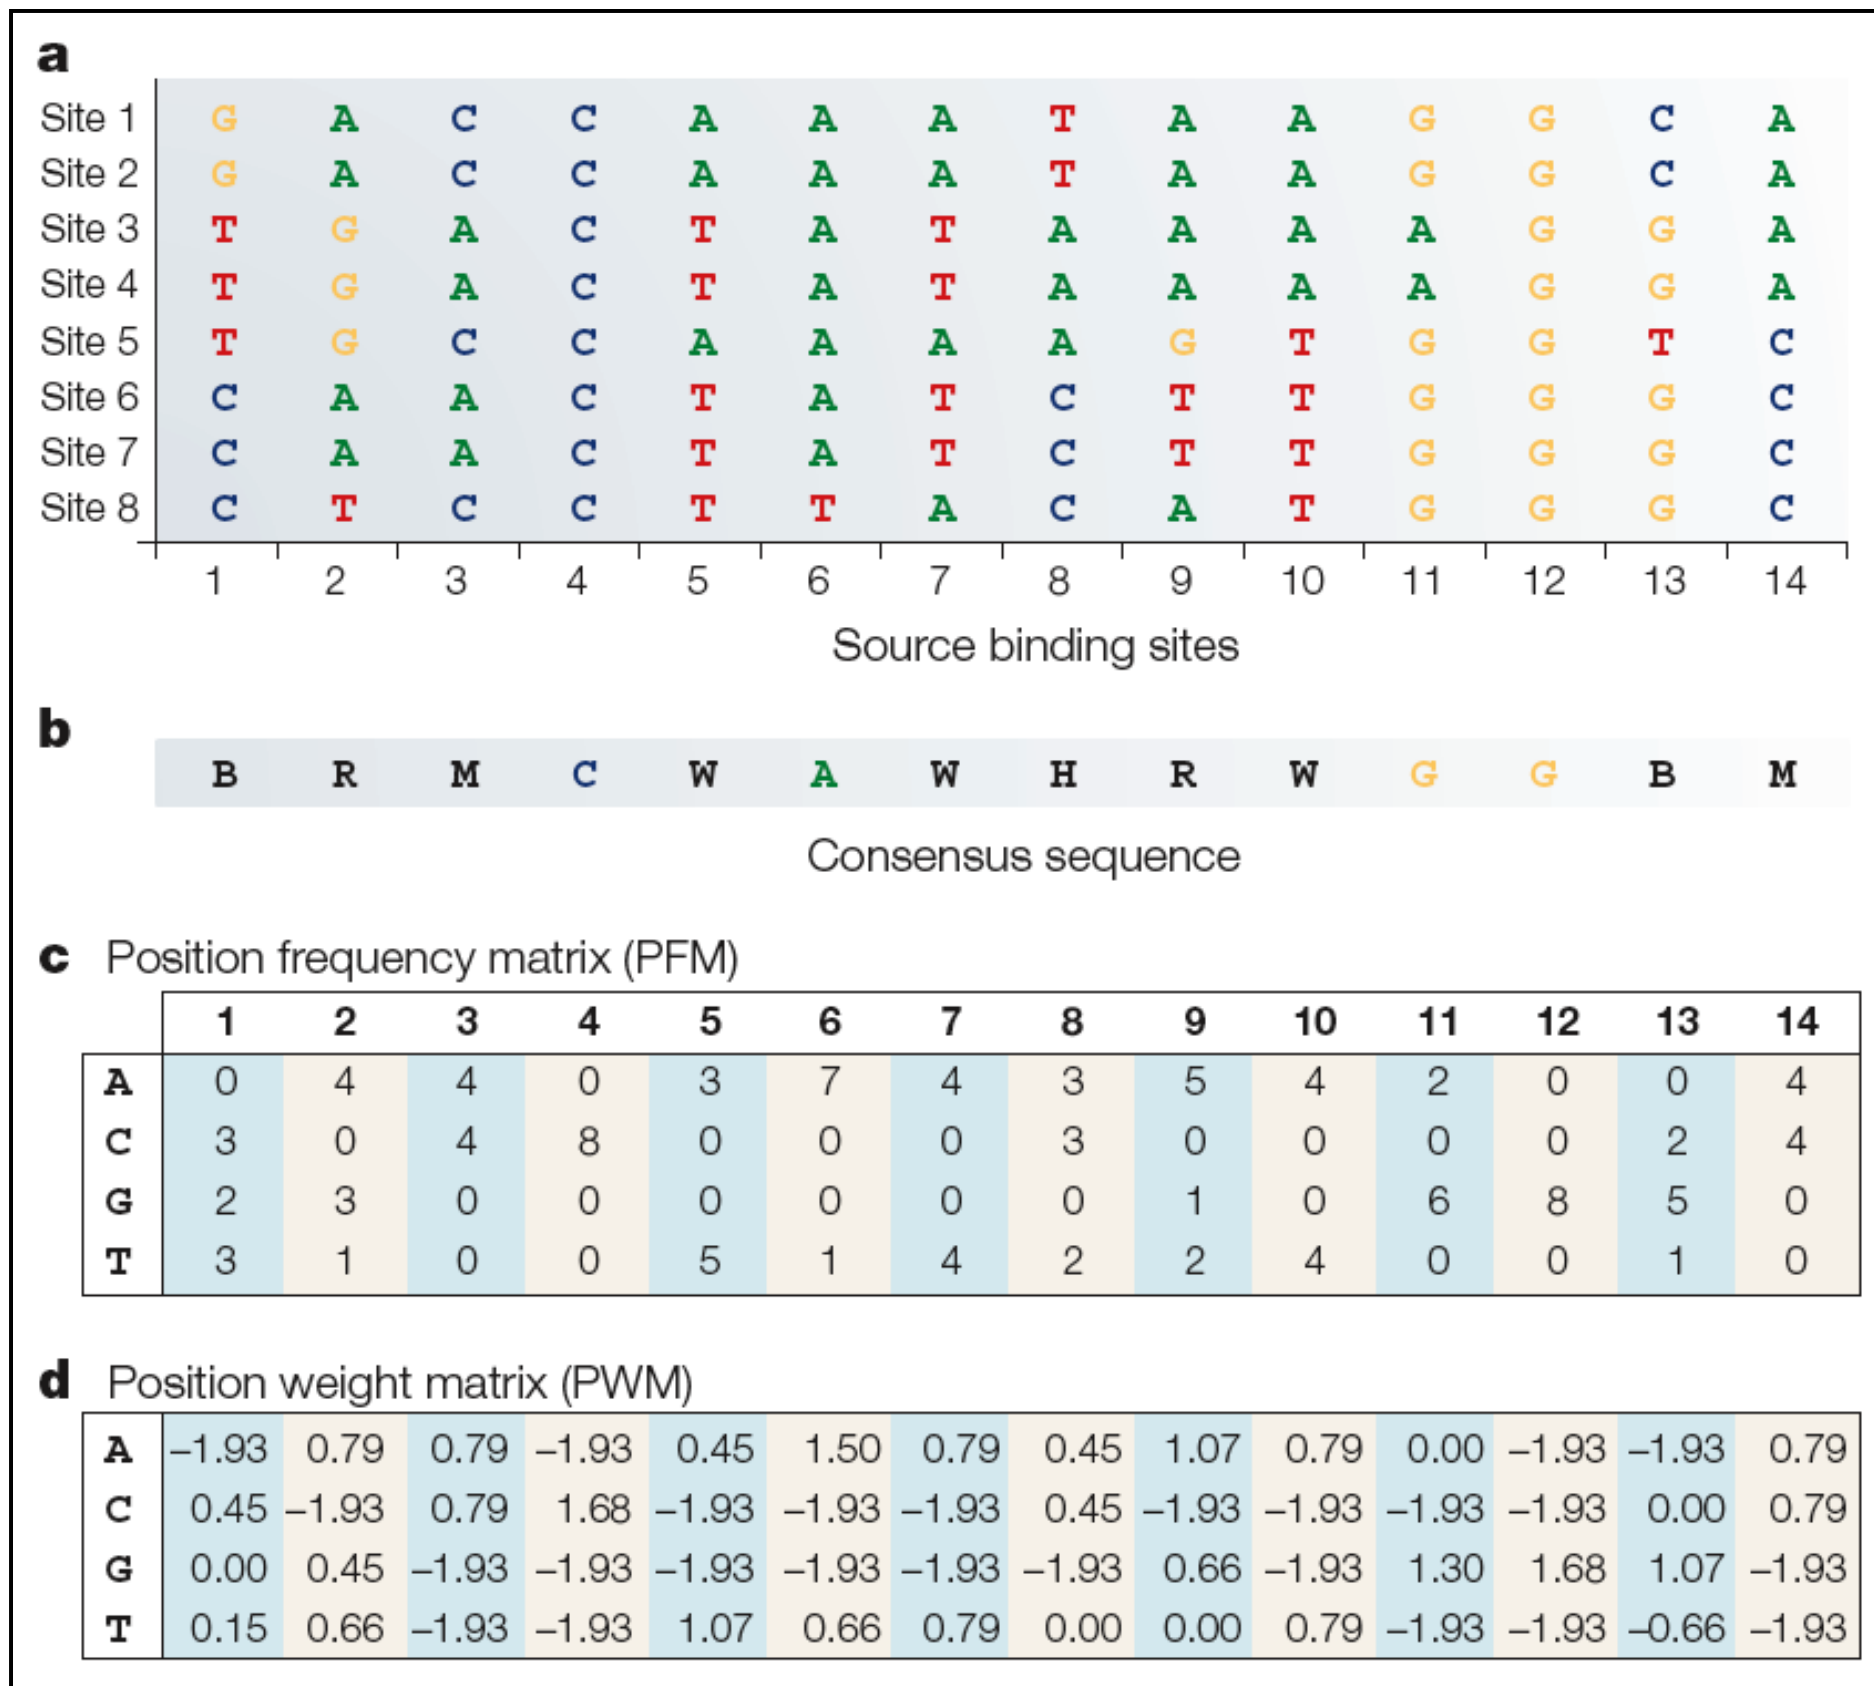 a
Site 1 G A C C A A A T A A G G C A
Site 2 G A C C A A A T A A G G C A
Site 3 T G A C T A T A A A A G G A
Site 4 T G A C T A T A A A A G G A
Site 5 T G C C A A A A G T G G T C
Site 6 C A A C T A T C T T G G G C
Site 7 C A A C T A T C T T G G G C
Site 8 C T C C T T A C A T G G G C
1 2 3 4 5 6 7 8 9 10 11 12 13 14
Source binding sites
b
B R M C W A W H R W G G B M
Consensus sequence
c Position frequency matrix (PFM)
1 2 3 4 5 6 7 8 9 10 11 12 13 14
A 0 4 4 0 3 7 4 3 5 4 2 0 0 4
C 3 0 4 8 0 0 0 3 0 0 0 0 2 4
G 2 3 0 0 0 0 0 0 1 0 6 8 5 0
T 3 1 0 0 5 1 4 2 2 4 0 0 1 0
d Position weight matrix (PWM)
A –1.93 0.79 0.79 –1.93 0.45 1.50 0.79 0.45 1.07 0.79 0.00 –1.93 –1.93 0.79
C 0.45 –1.93 0.79 1.68 –1.93 –1.93 –1.93 0.45 –1.93 –1.93 –1.93 –1.93 0.00 0.79
G 0.00 0.45 –1.93 –1.93 –1.93 –1.93 –1.93 –1.93 0.66 –1.93 1.30 1.68 1.07 –1.93
T 0.15 0.66 –1.93 –1.93 1.07 0.66 0.79 0.00 0.00 0.79 –1.93 –1.93 –0.66 –1.93